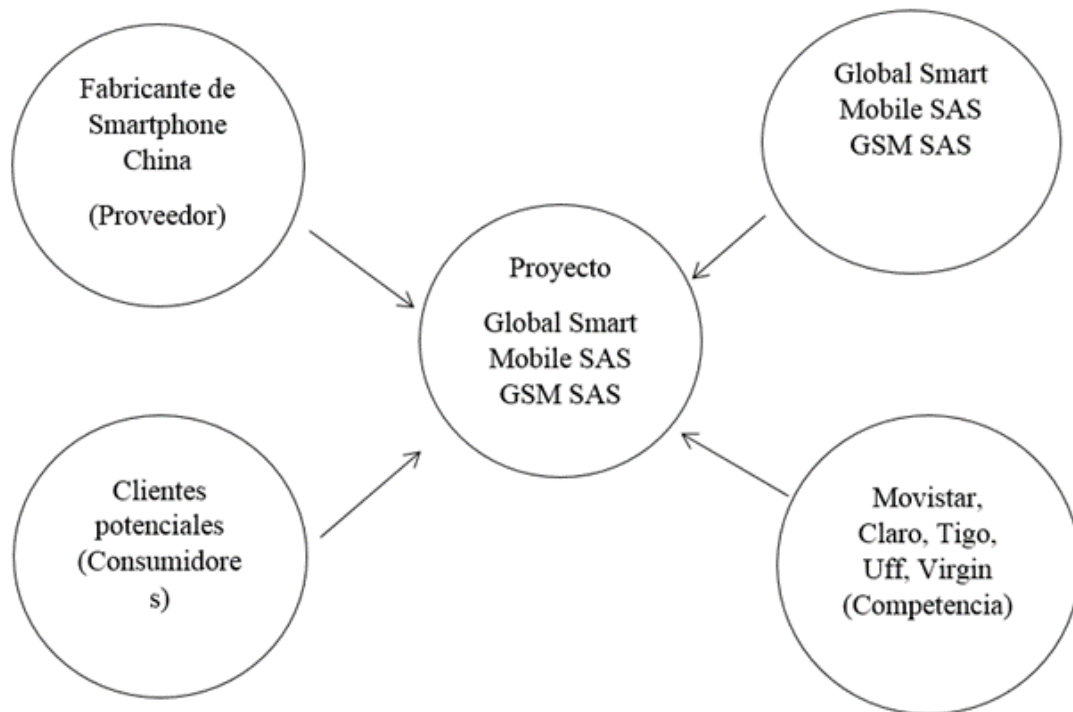 Fabricante de
Smartphone
China
(Proveedor)
Global Smart
Mobile SAS
GSM SAS
Proyecto
Global Smart
Mobile SAS
GSM SAS
Clientes
potenciales
(Consumidore
s)
Movistar,
Claro, Tigo,
Uff, Virgin
(Competencia)